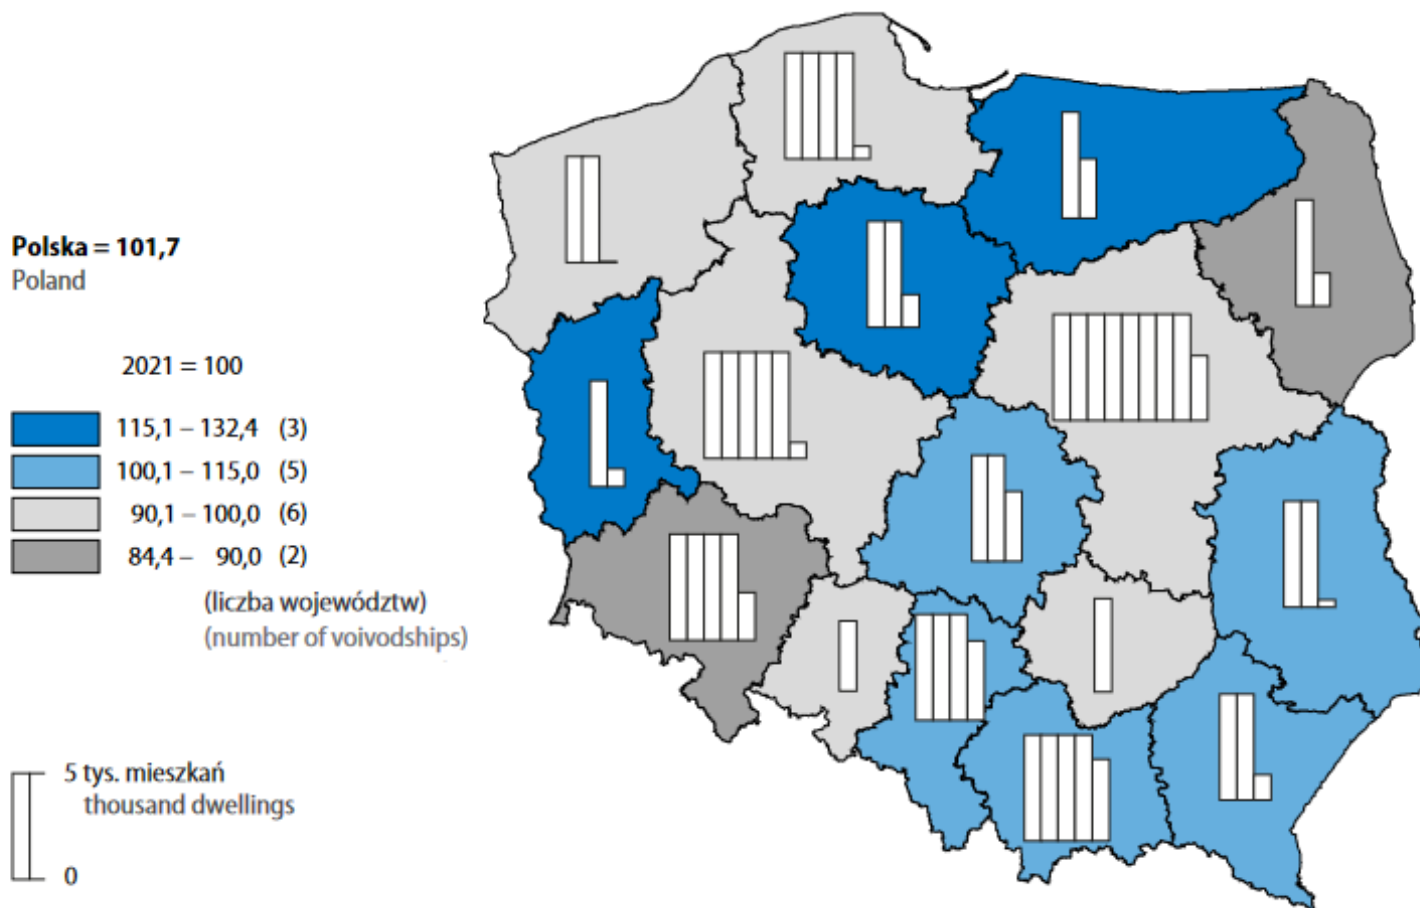 Polska = 101,7
Poland
2021 = 100
115,1 – 132,4 (3)
100,1 – 115,0 (5)
90,1 – 100,0 (6)
84,4 – 90,0 (2)
(liczba województw)
(number of voivodships)
5 tys. mieszkań
thousand dwellings
0